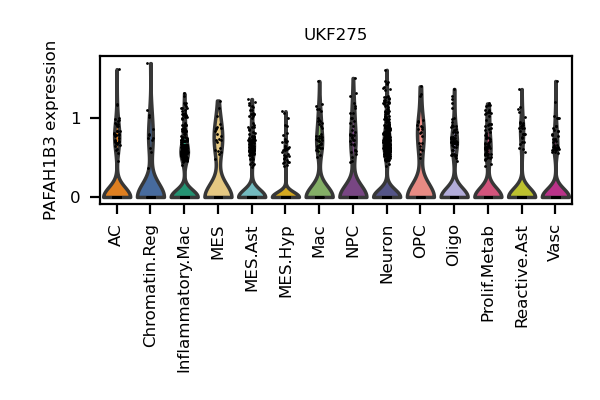 UKF275
PAFAH1B3 expression
1
0
AC
Chromatin.Reg
Inflammatory.Mac
MES
MES.Ast
MES.Hyp
Mac
NPC
Neuron
OPC
Oligo
Prolif.Metab
Reactive.Ast
Vasc